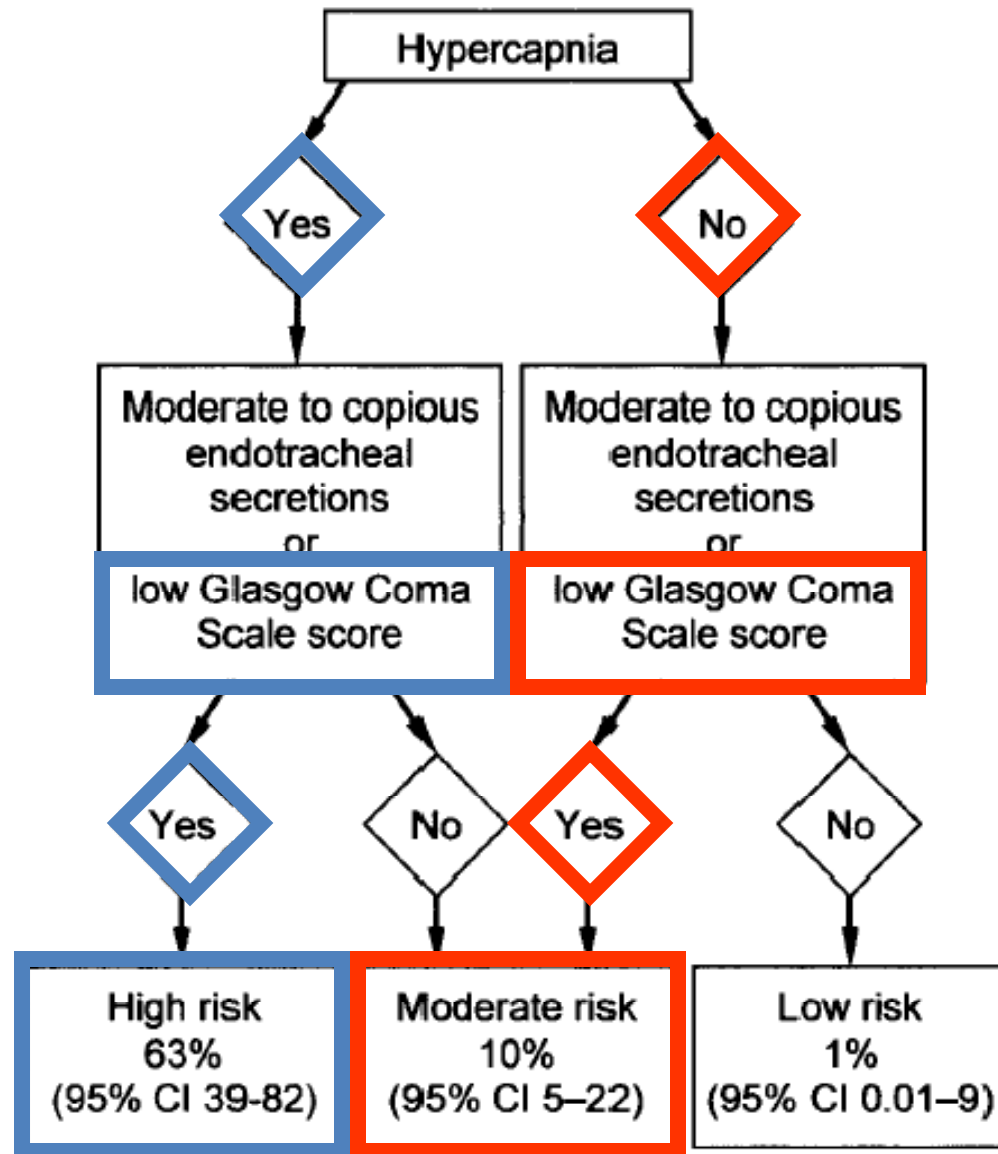 Hypercapnia
Yes
No
Moderate to copious
endotracheal
secretions
or
low Glasgow Coma
Scale score
Moderate to copious
endotracheal
secretions
or
low Glasgow Coma
Scale score
Yes
No
Yes
No
High risk
63%
(95% CI 39-82)
Moderate risk
10%
(95% CI 5–22)
Low risk
1%
(95% CI 0.01–9)